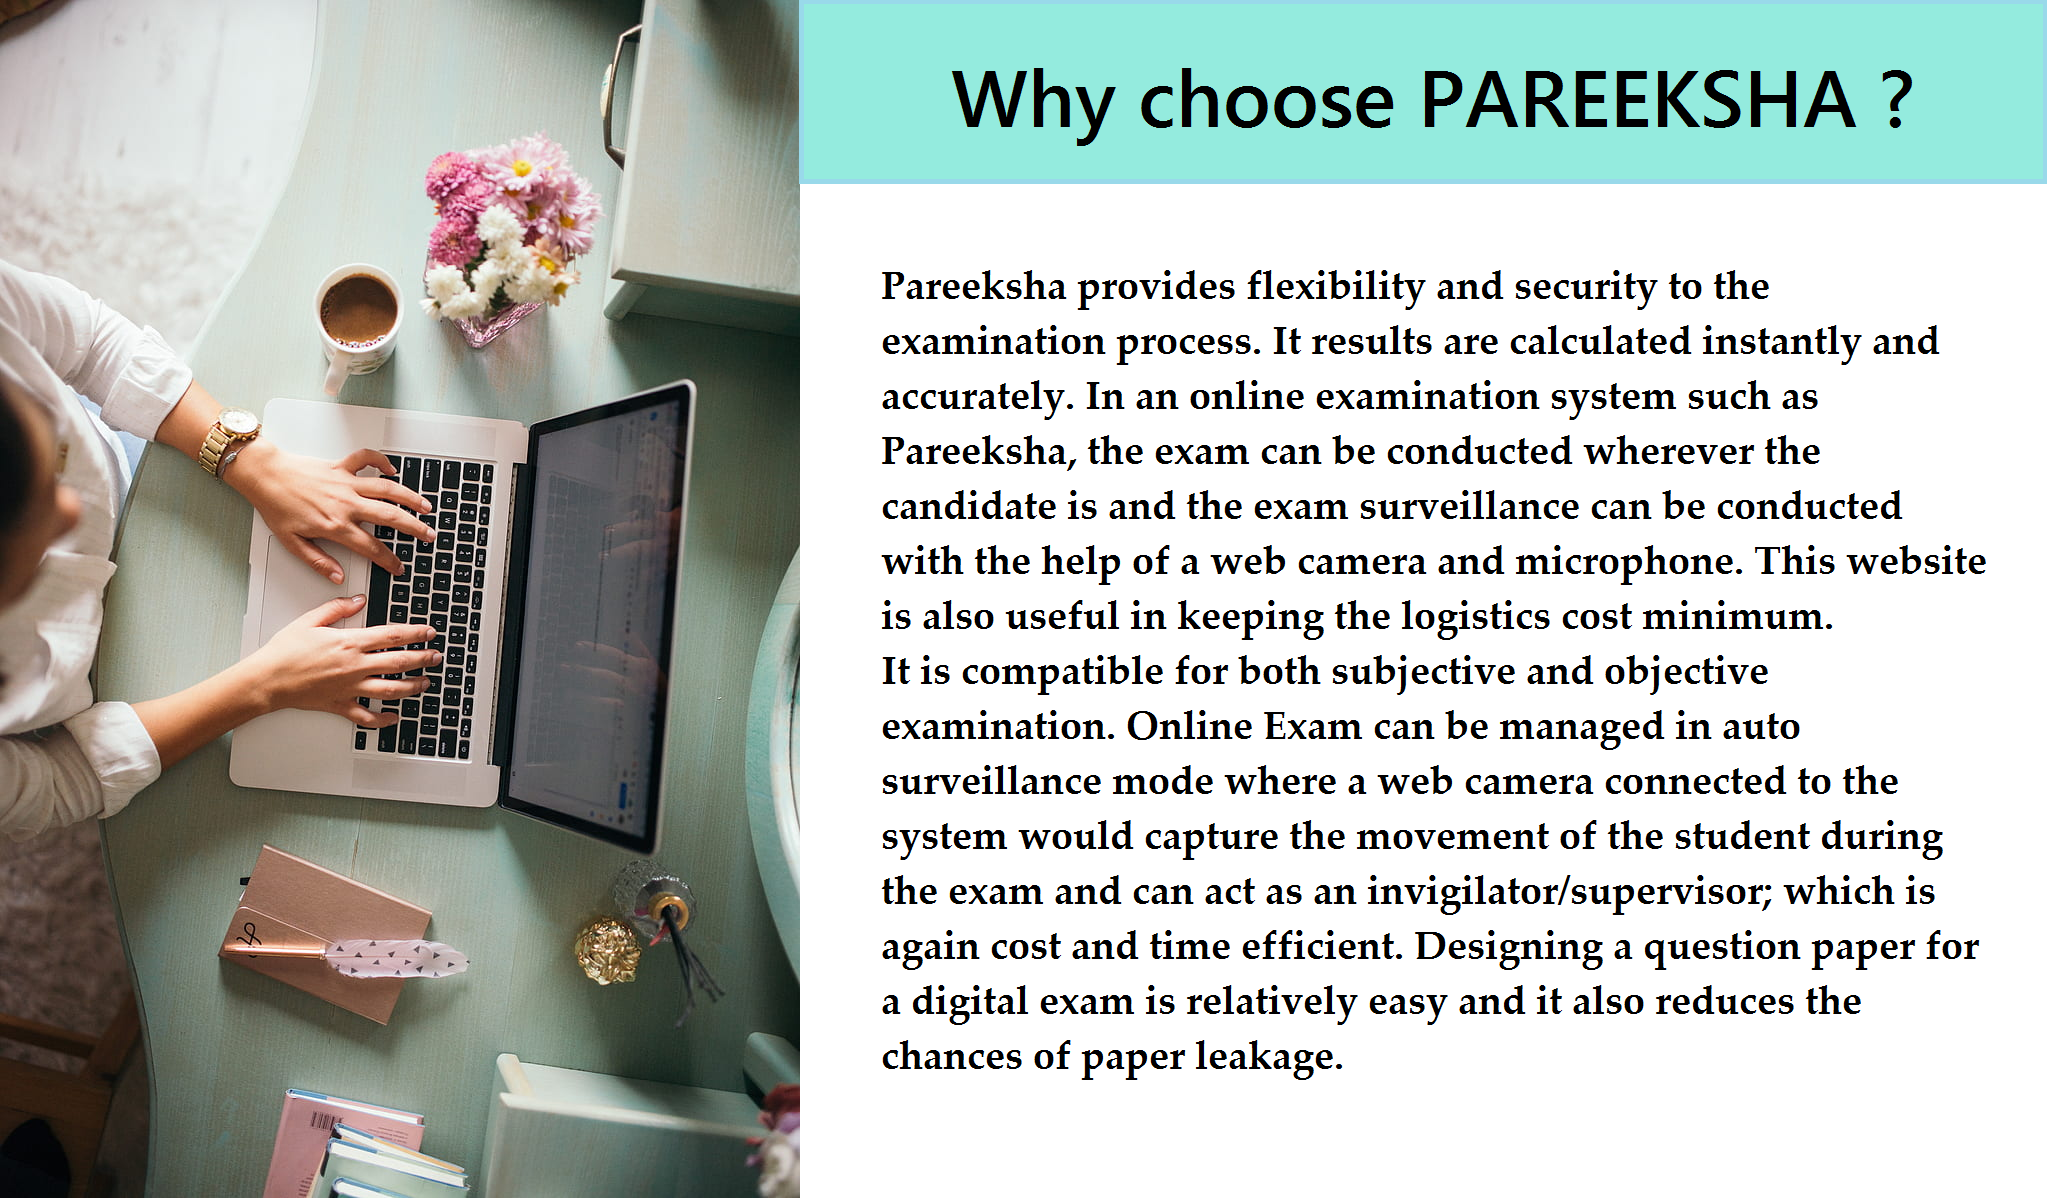 Why choose PAREEKSHA ?
Pareeksha provides flexibility and security to the
examination process. It results are calculated instantly and
accurately. In an online examination system such as
Pareeksha, the exam can be conducted wherever the
candidate is and the exam surveillance can be conducted
with the help of a web camera and microphone. This website
is also useful in keeping the logistics cost minimum.
It is compatible for both subjective and objective
examination. Online Exam can be managed in auto
surveillance mode where a web camera connected to the
system would capture the movement of the student during
the exam and can act as an invigilator/supervisor; which is
again cost and time efficient. Designing a question paper for
a digital exam is relatively easy and it also reduces the
chances of paper leakage.